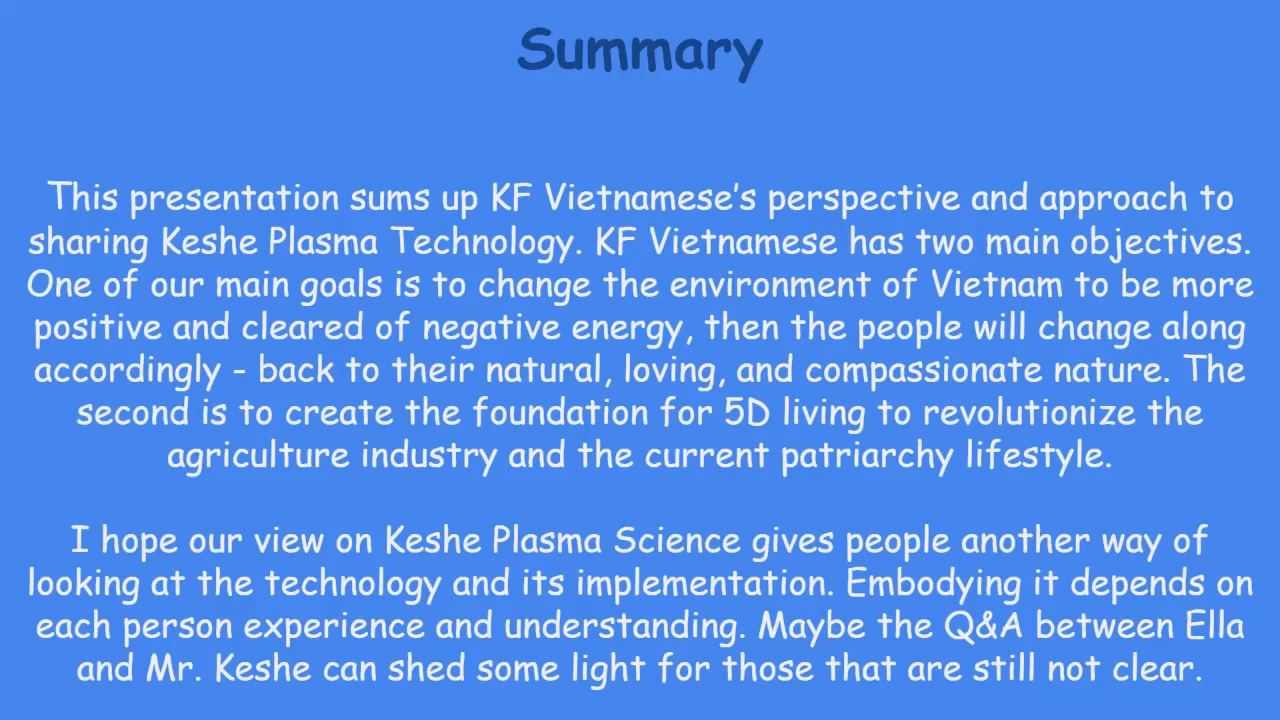 Summary
This presentation sums up KF Vietnamese's perspective and approach to
sharing Keshe Plasma Technology. KF Vietnamese has two main objectives.
One of our main goals is to change the environment of Vietnam to be more
positive and cleared of negative energy, then the people will change along
accordingly - back to their natural, loving, and compassionate nature. The
second is to create the foundation for 5D living to revolutionize the
agriculture industry and the current patriarchy lifestyle.
I hope our view on Keshe Plasma Science gives people another way of
looking at the technology and its implementation. Embodying it depends on
each person experience and understanding. Maybe the Q&A between Ella
and Mr. Keshe can shed some light for those that are still not clear.